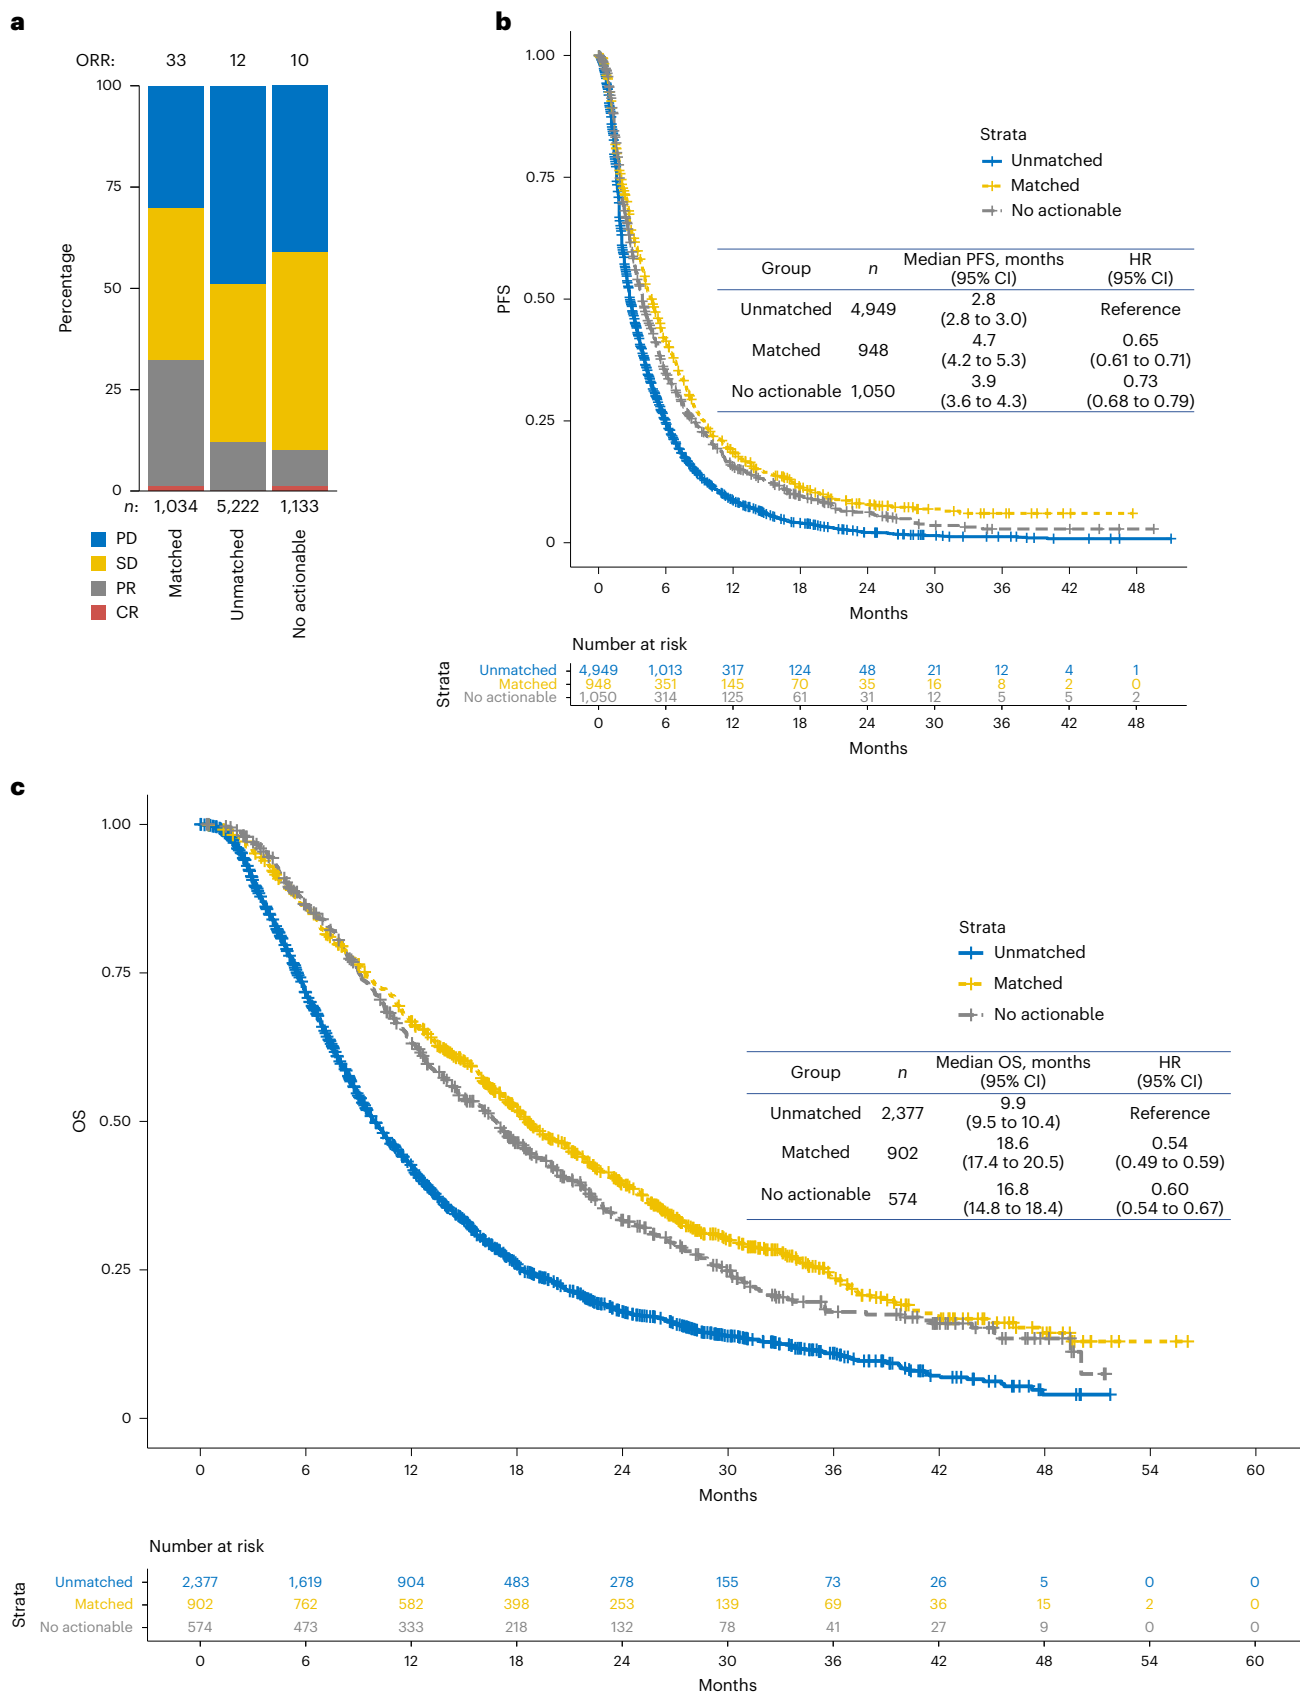 a
ORR: 33 12 10
100
75
50
25
0
Percentage
n: 1,034 5,222 1,133
Matched
Unmatched
No actionable
PD
SD
PR
CR
b
1.00
0.75
0.50
0.25
0
PFS
Strata
Unmatched
Matched
No actionable
Group n Median PFS, months (95% CI) HR (95% CI)
Unmatched 4,949 2.8 (2.8 to 3.0) Reference
Matched 948 4.7 (4.2 to 5.3) 0.65 (0.61 to 0.71)
No actionable 1,050 3.9 (3.6 to 4.3) 0.73 (0.68 to 0.79)
0 6 12 18 24 30 36 42 48
Months
Number at risk
Strata
Unmatched 4,949 1,013 317 124 48 21 12 4 1
Matched 948 351 145 70 35 16 8 2 0
No actionable 1,050 314 125 61 31 12 5 5 2
0 6 12 18 24 30 36 42 48
Months
c
1.00
0.75
0.50
0.25
0
OS
Strata
Unmatched
Matched
No actionable
Group n Median OS, months (95% CI) HR (95% CI)
Unmatched 2,377 9.9 (9.5 to 10.4) Reference
Matched 902 18.6 (17.4 to 20.5) 0.54 (0.49 to 0.59)
No actionable 574 16.8 (14.8 to 18.4) 0.60 (0.54 to 0.67)
0 6 12 18 24 30 36 42 48 54 60
Months
Number at risk
Strata
Unmatched 2,377 1,619 904 483 278 155 73 26 5 0 0
Matched 902 762 582 398 253 139 69 36 15 2 0
No actionable 574 473 333 218 132 78 41 27 9 0 0
0 6 12 18 24 30 36 42 48 54 60
Months